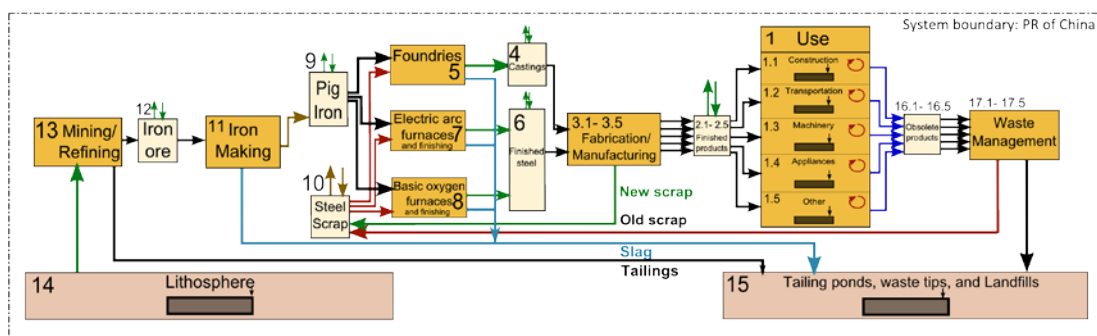 System boundary: PR of China
1 Use
1.1 Construction
1.2 Transportation
1.3 Machinery
1.4 Appliances
1.5 Other
16.1- 16.5
Obsolete
products
17.1- 17.5
Waste
Management
2.1- 2.5
Finished
products
3.1- 3.5
Fabrication/
Manufacturing
4
Castings
6
Finished
steel
Foundries
5
Electric arc
furnaces 7
and finishing
Basic oxygen
furnaces 8
and finishing
9
Pig
Iron
10
Steel
Scrap
11 Iron
Making
12
Iron
ore
13 Mining/
Refining
New scrap
Old scrap
Slag
Tailings
14
Lithosphere
15
Tailing ponds, waste tips, and Landfills